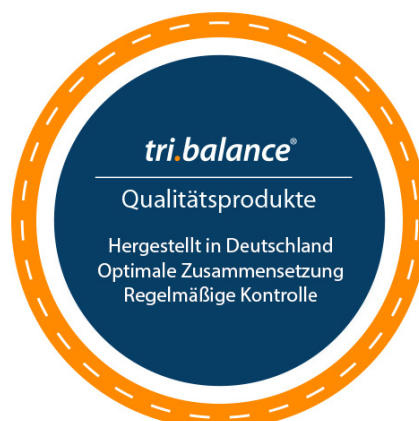 tri.balance®
Qualitätsprodukte
Hergestellt in Deutschland
Optimale Zusammensetzung
Regelmäßige Kontrolle